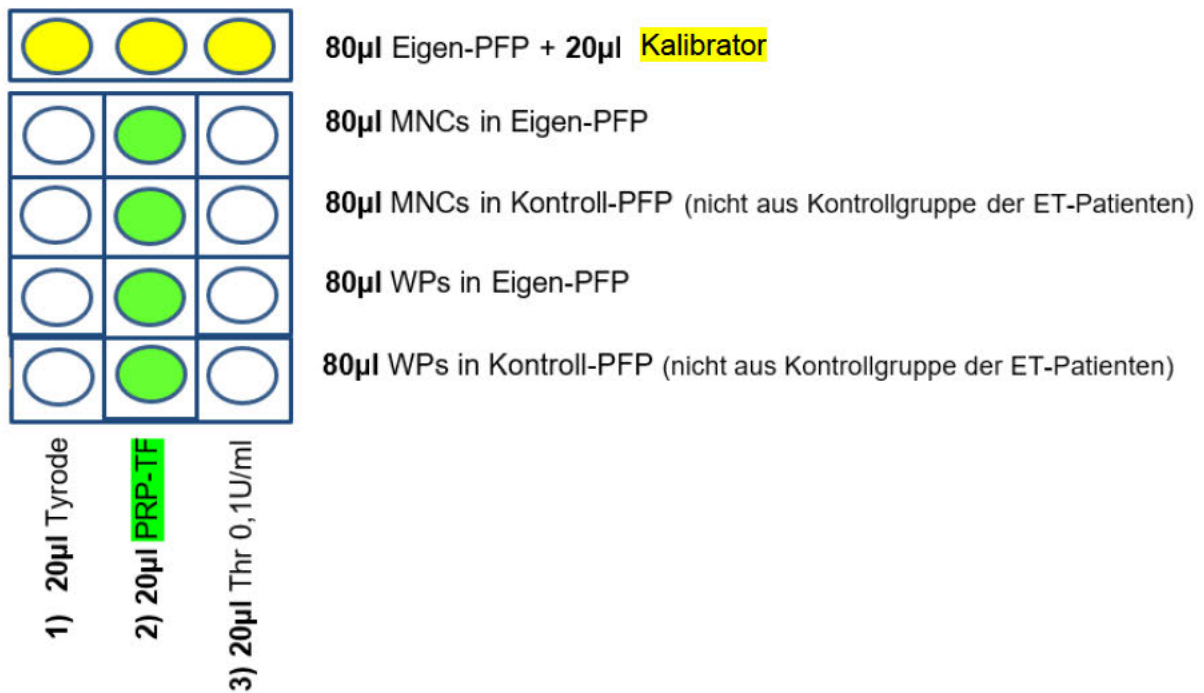 80µl Eigen-PFP + 20µl Kalibrator
80µl MNCs in Eigen-PFP
80µl MNCs in Kontroll-PFP (nicht aus Kontrollgruppe der ET-Patienten)
80µl WPs in Eigen-PFP
80µl WPs in Kontroll-PFP (nicht aus Kontrollgruppe der ET-Patienten)
1) 20µl Tyrode
2) 20µl PRP-TF
3) 20µl Thr 0,1U/ml